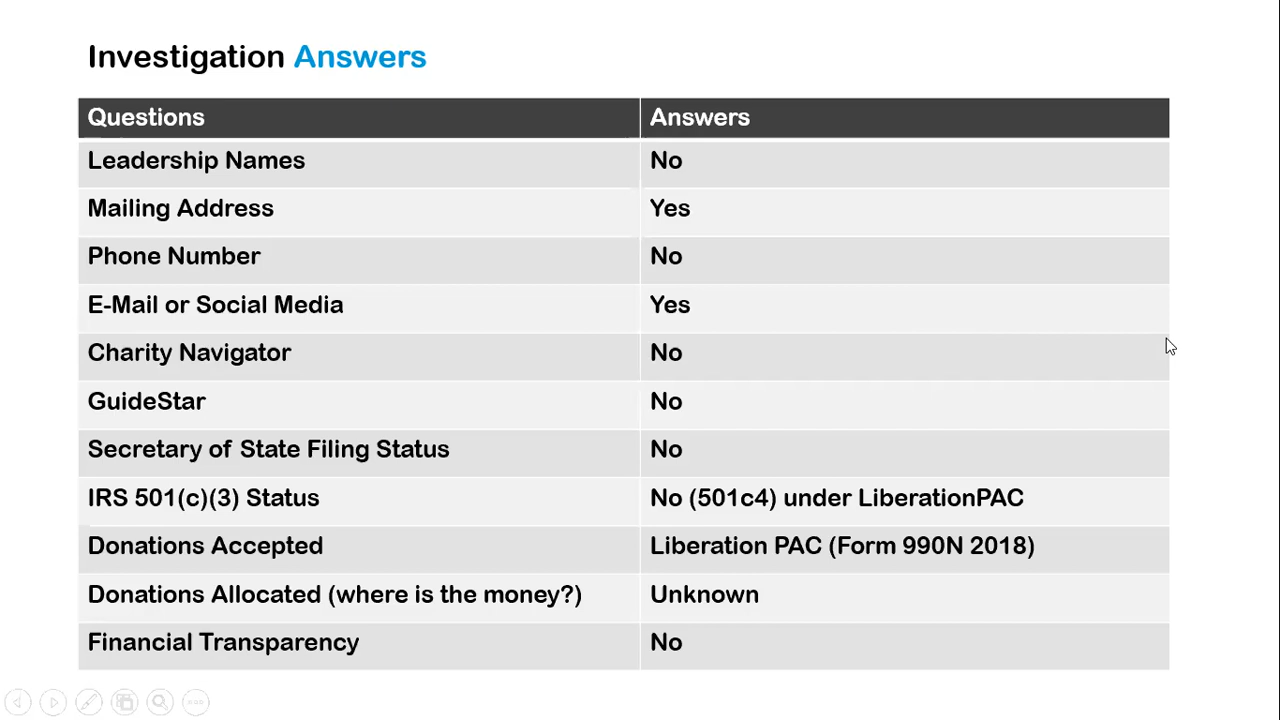 Investigation Answers
Questions Answers
Leadership Names No
Mailing Address Yes
Phone Number No
E-Mail or Social Media Yes
Charity Navigator No
GuideStar No
Secretary of State Filing Status No
IRS 501(c)(3) Status No (501c4) under LiberationPAC
Donations Accepted Liberation PAC (Form 990N 2018)
Donations Allocated (where is the money?) Unknown
Financial Transparency No